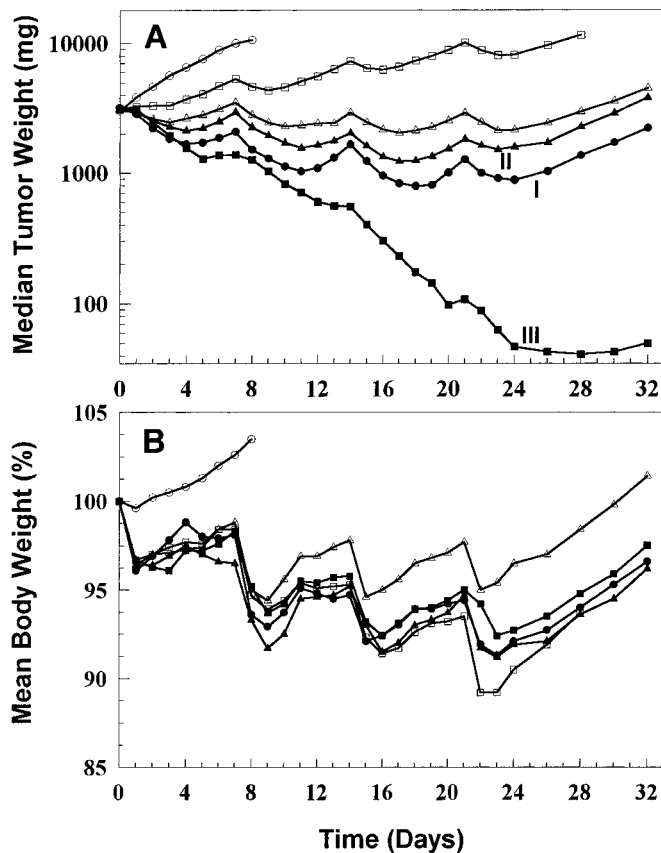 A
Median Tumor Weight (mg)
10000
1000
100
II
I
III
0 4 8 12 16 20 24 28 32
B
Mean Body Weight (%)
105
100
95
90
85
0 4 8 12 16 20 24 28 32
Time (Days)